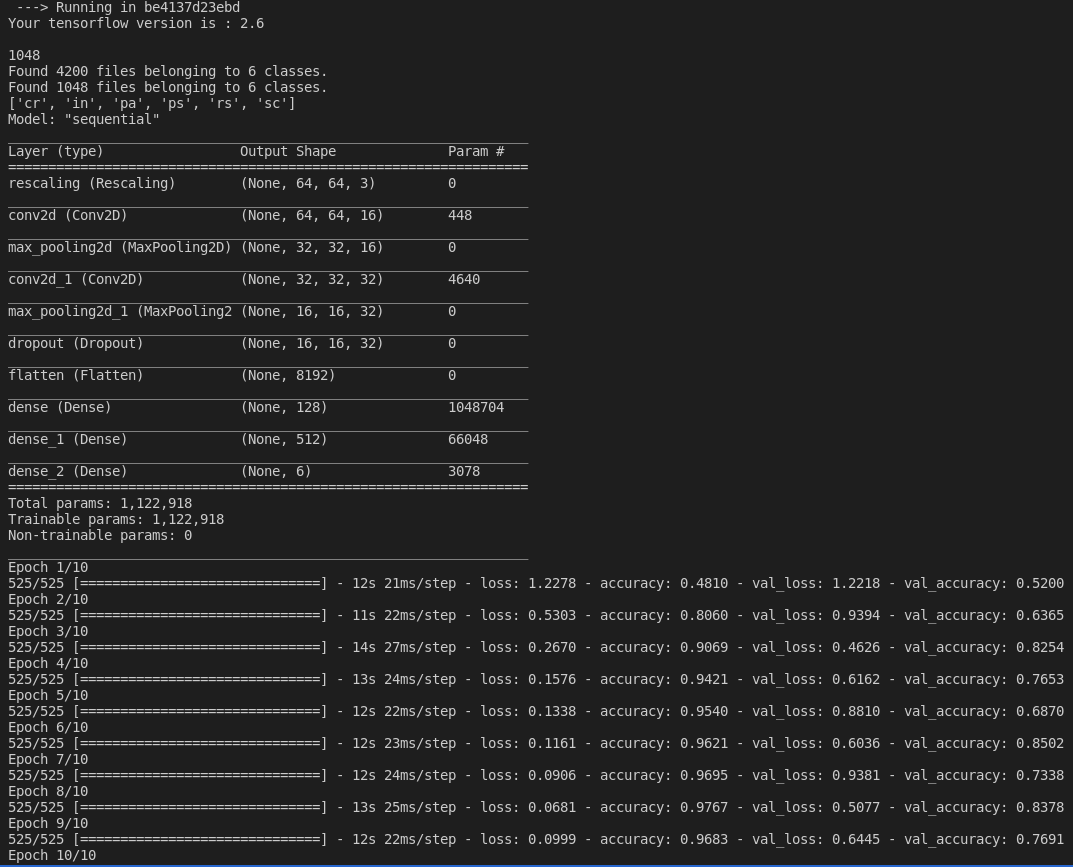 ---> Running in be4137d23ebd
Your tensorflow version is : 2.6
1048
Found 4200 files belonging to 6 classes.
Found 1048 files belonging to 6 classes.
['cr', 'in', 'pa', 'ps', 'rs', 'sc']
Model: "sequential"
_________________________________________________________________
Layer (type)                 Output Shape              Param #
=================================================================
rescaling (Rescaling)        (None, 64, 64, 3)         0
_________________________________________________________________
conv2d (Conv2D)              (None, 64, 64, 16)        448
_________________________________________________________________
max_pooling2d (MaxPooling2D) (None, 32, 32, 16)        0
_________________________________________________________________
conv2d_1 (Conv2D)            (None, 32, 32, 32)        4640
_________________________________________________________________
max_pooling2d_1 (MaxPooling2 (None, 16, 16, 32)        0
_________________________________________________________________
dropout (Dropout)            (None, 16, 16, 32)        0
_________________________________________________________________
flatten (Flatten)            (None, 8192)              0
_________________________________________________________________
dense (Dense)                (None, 128)               1048704
_________________________________________________________________
dense_1 (Dense)              (None, 512)               66048
_________________________________________________________________
dense_2 (Dense)              (None, 6)                 3078
=================================================================
Total params: 1,122,918
Trainable params: 1,122,918
Non-trainable params: 0
_________________________________________________________________
Epoch 1/10
525/525 [==============================] - 12s 21ms/step - loss: 1.2278 - accuracy: 0.4810 - val_loss: 1.2218 - val_accuracy: 0.5200
Epoch 2/10
525/525 [==============================] - 11s 22ms/step - loss: 0.5303 - accuracy: 0.8060 - val_loss: 0.9394 - val_accuracy: 0.6365
Epoch 3/10
525/525 [==============================] - 14s 27ms/step - loss: 0.2670 - accuracy: 0.9069 - val_loss: 0.4626 - val_accuracy: 0.8254
Epoch 4/10
525/525 [==============================] - 13s 24ms/step - loss: 0.1576 - accuracy: 0.9421 - val_loss: 0.6162 - val_accuracy: 0.7653
Epoch 5/10
525/525 [==============================] - 12s 22ms/step - loss: 0.1338 - accuracy: 0.9540 - val_loss: 0.8810 - val_accuracy: 0.6870
Epoch 6/10
525/525 [==============================] - 12s 23ms/step - loss: 0.1161 - accuracy: 0.9621 - val_loss: 0.6036 - val_accuracy: 0.8502
Epoch 7/10
525/525 [==============================] - 12s 24ms/step - loss: 0.0906 - accuracy: 0.9695 - val_loss: 0.9381 - val_accuracy: 0.7338
Epoch 8/10
525/525 [==============================] - 13s 25ms/step - loss: 0.0681 - accuracy: 0.9767 - val_loss: 0.5077 - val_accuracy: 0.8378
Epoch 9/10
525/525 [==============================] - 12s 22ms/step - loss: 0.0999 - accuracy: 0.9683 - val_loss: 0.6445 - val_accuracy: 0.7691
Epoch 10/10